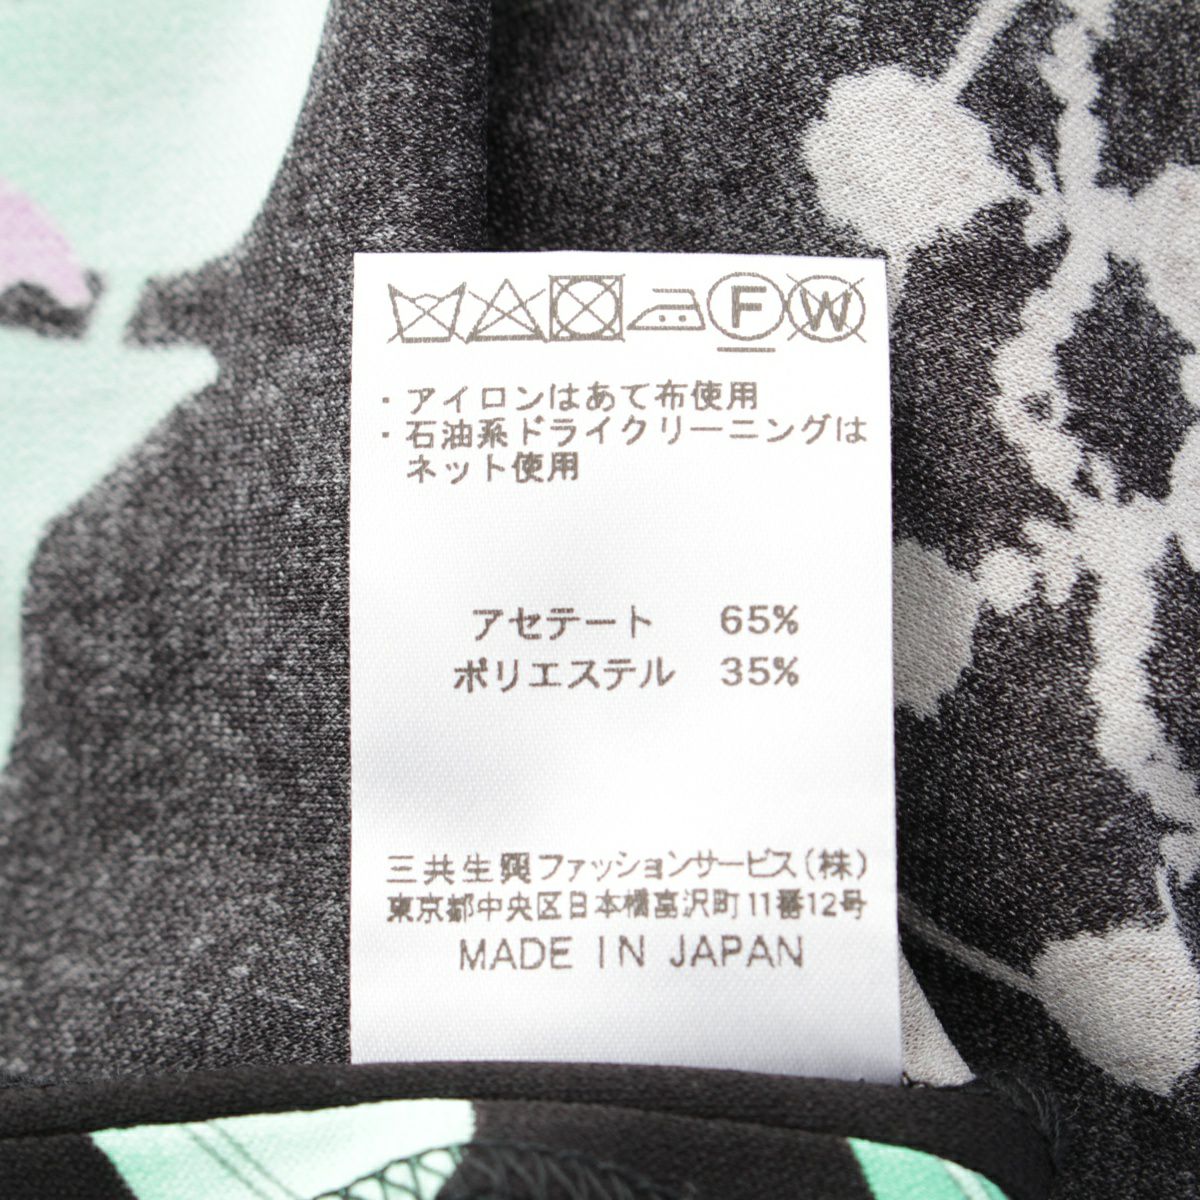 F W
・アイロンはあて布使用
・石油系ドライクリーニングは
ネット使用
アセテート 65%
ポリエステル 35%
三共生興ファッションサービス(株)
東京都中央区日本橋富沢町11番12号
MADE IN JAPAN